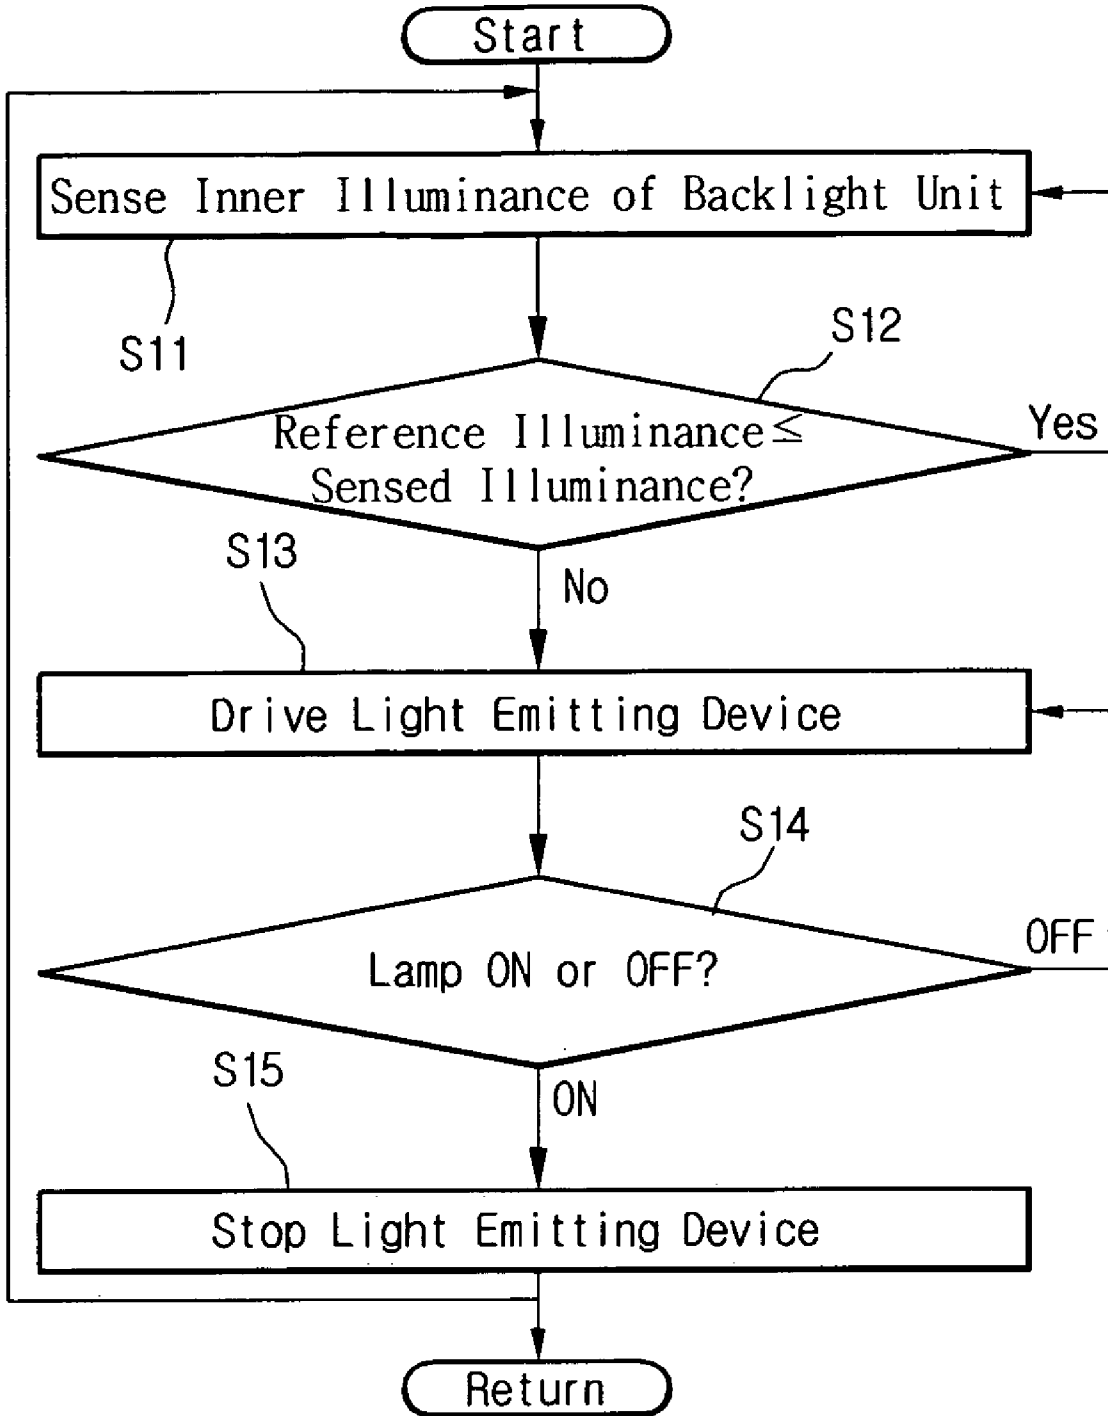 Start
Sense Inner Illuminance of Backlight Unit
S11
S12
Reference Illuminance≤
Sensed Illuminance?
Yes
S13
No
Drive Light Emitting Device
S14
Lamp ON or OFF?
OFF
S15
ON
Stop Light Emitting Device
Return